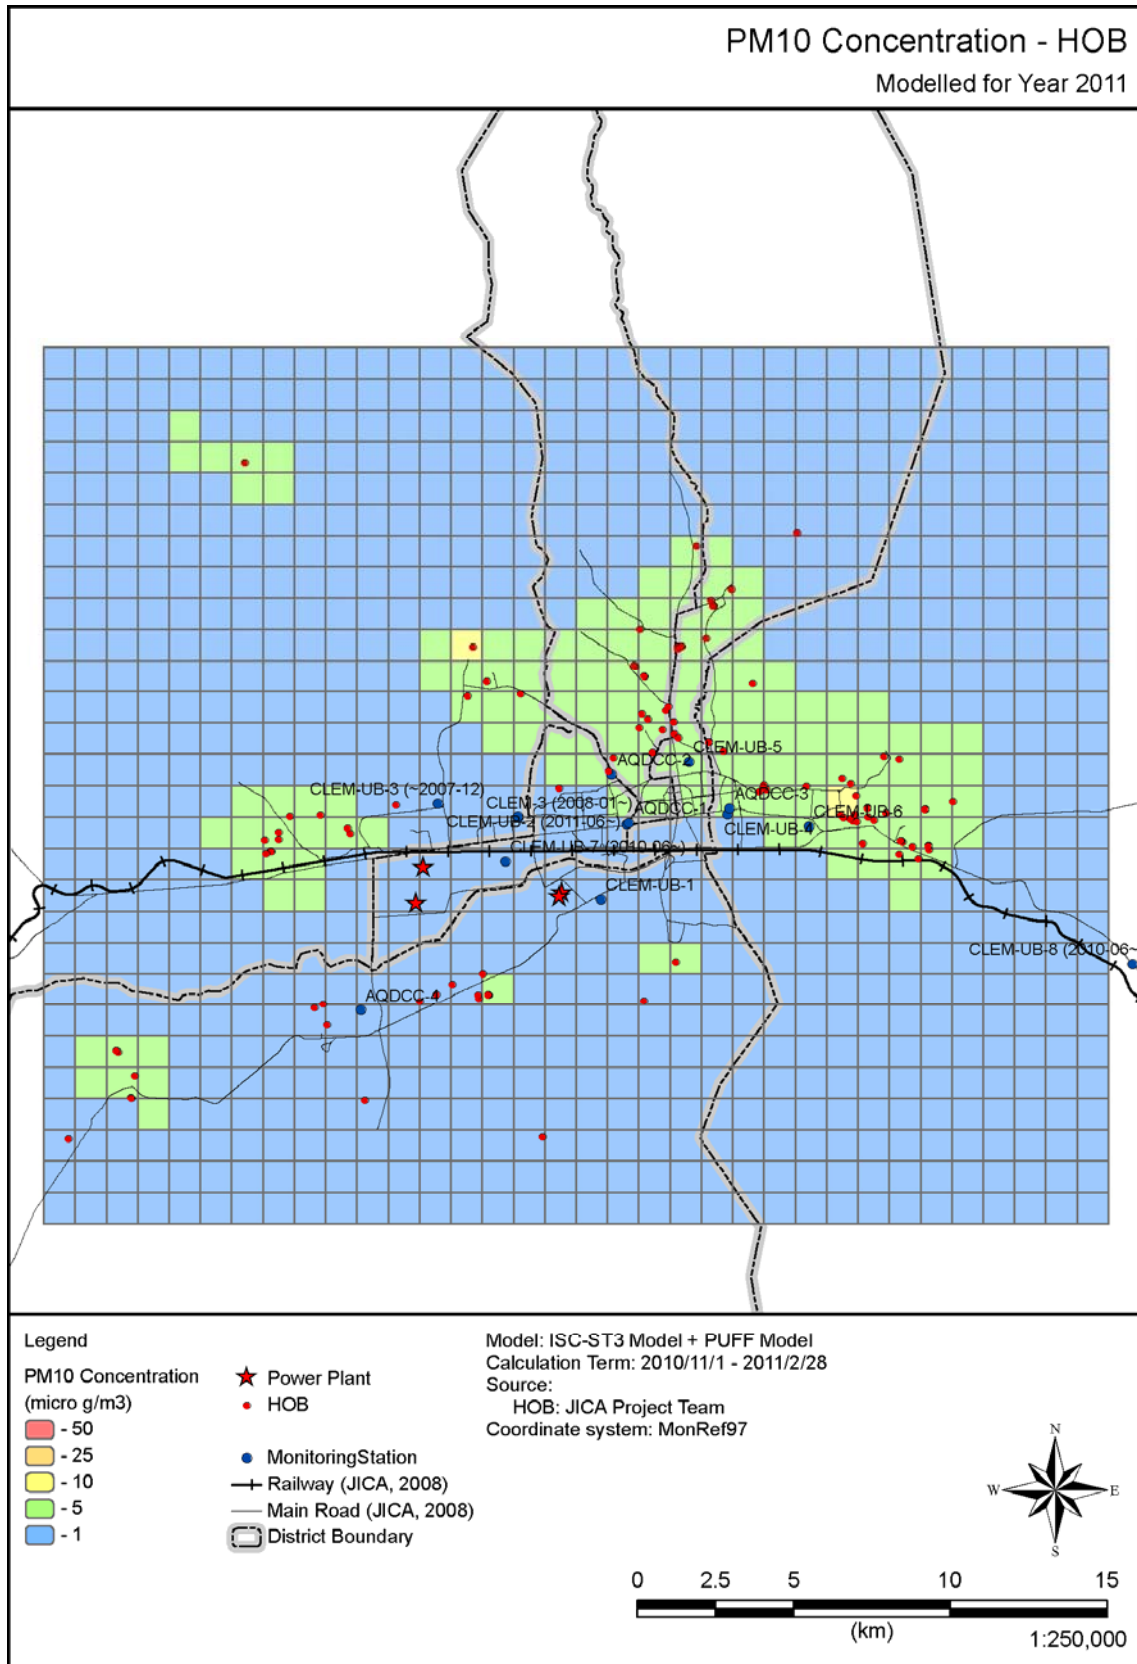 PM10 Concentration - HOB
Modelled for Year 2011
CLEM-UB-5
AQDCC-2
CLEM-UB-3 (~2007-12)
CLEM-3 (2008-01~)
AQDCC-1
AQDCC-3
CLEM-UB-6
CLEM-UB-2 (2011-06~)
CLEM-UB-4
CLEM-UB-7 (2010-06~)
CLEM-UB-1
CLEM-UB-8 (2010-06~
AQDCC-4
Legend
PM10 Concentration
(micro g/m3)
- 50
- 25
- 10
- 5
- 1
Power Plant
HOB
MonitoringStation
Railway (JICA, 2008)
Main Road (JICA, 2008)
District Boundary
Model: ISC-ST3 Model + PUFF Model
Calculation Term: 2010/11/1 - 2011/2/28
Source:
HOB: JICA Project Team
Coordinate system: MonRef97
N
W E
S
0 2.5 5 10 15
(km)
1:250,000